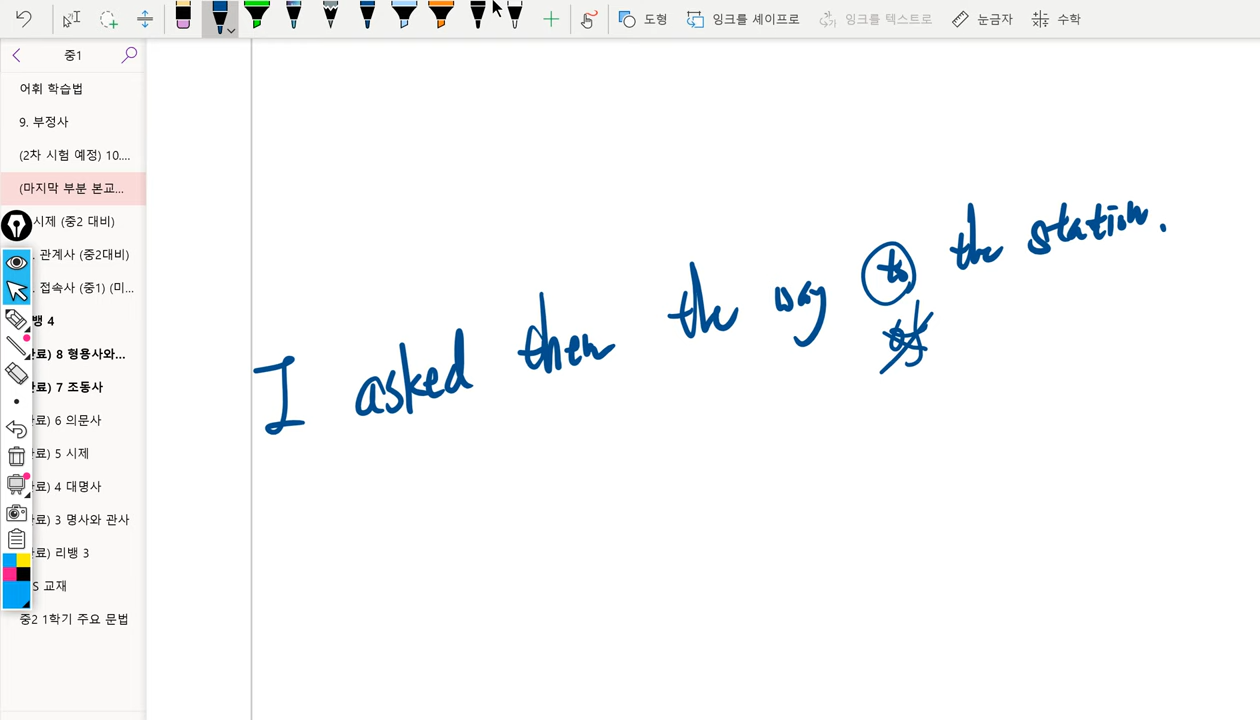 도형
잉크를 셰이프로
잉크를 텍스트로
눈금자
수학
중1
어휘 학습법
9. 부정사
(2차 시험 예정) 10....
(마지막 부분 본교...
시제 (중2 대비)
. 관계사 (중2대비)
. 접속사 (중1) (미...
뱅 4
료) 8 형용사와...
료) 7 조동사
료) 6 의문사
료) 5 시제
료) 4 대명사
료) 3 명사와 관사
료) 리뱅 3
S 교재
중2 1학기 주요 문법
I asked them the way to the station.
of